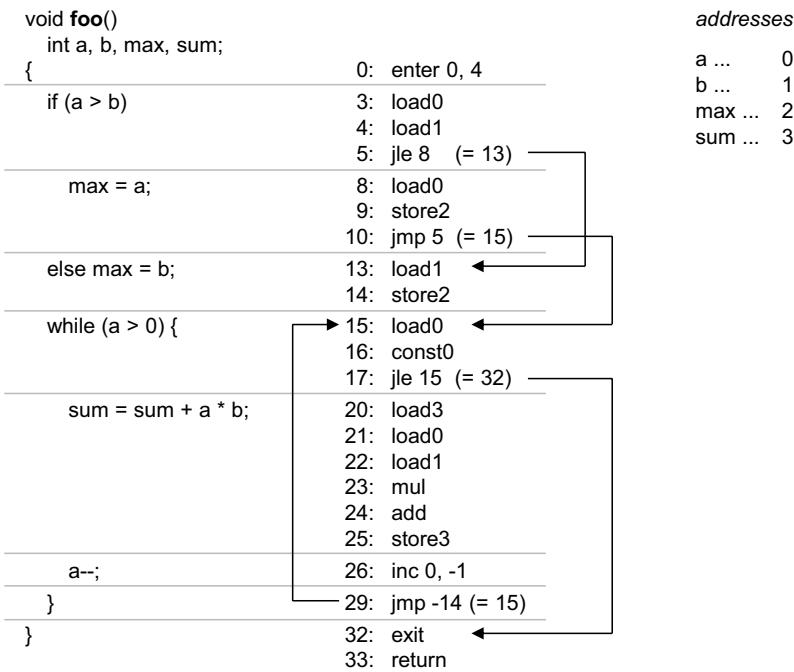 void foo() addresses
int a, b, max, sum; a ... 0
{ 0: enter 0, 4 b ... 1
if (a > b) 3: load0 max ... 2
4: load1 sum ... 3
5: jle 8 (= 13)
max = a; 8: load0
9: store2
10: jmp 5 (= 15)
else max = b; 13: load1
14: store2
while (a > 0) { 15: load0
16: const0
17: jle 15 (= 32)
sum = sum + a * b; 20: load3
21: load0
22: load1
23: mul
24: add
25: store3
a--; 26: inc 0, -1
} 29: jmp -14 (= 15)
} 32: exit
33: return